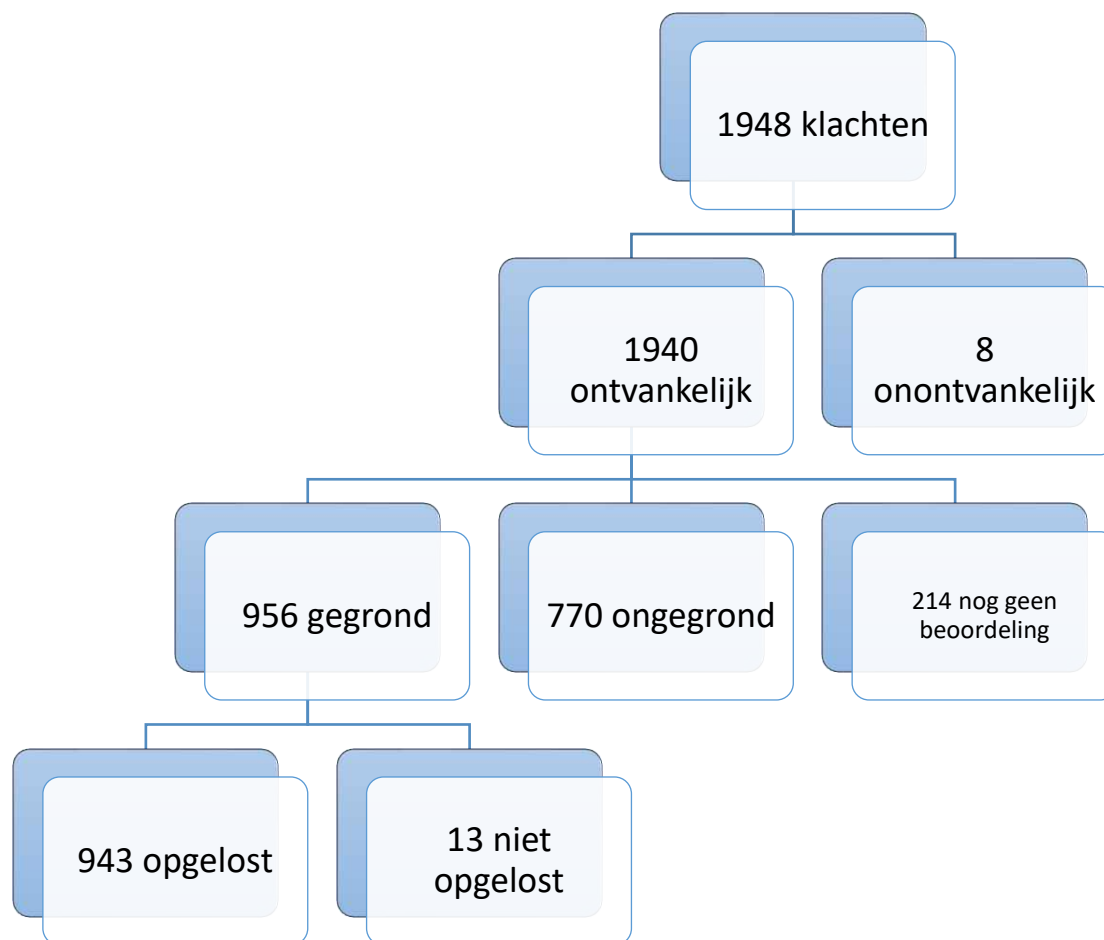 1948 klachten
1940
ontvankelijk
8
onontvankelijk
956 gegrond
770 ongegrond
214 nog geen
beoordeling
943 opgelost
13 niet
opgelost